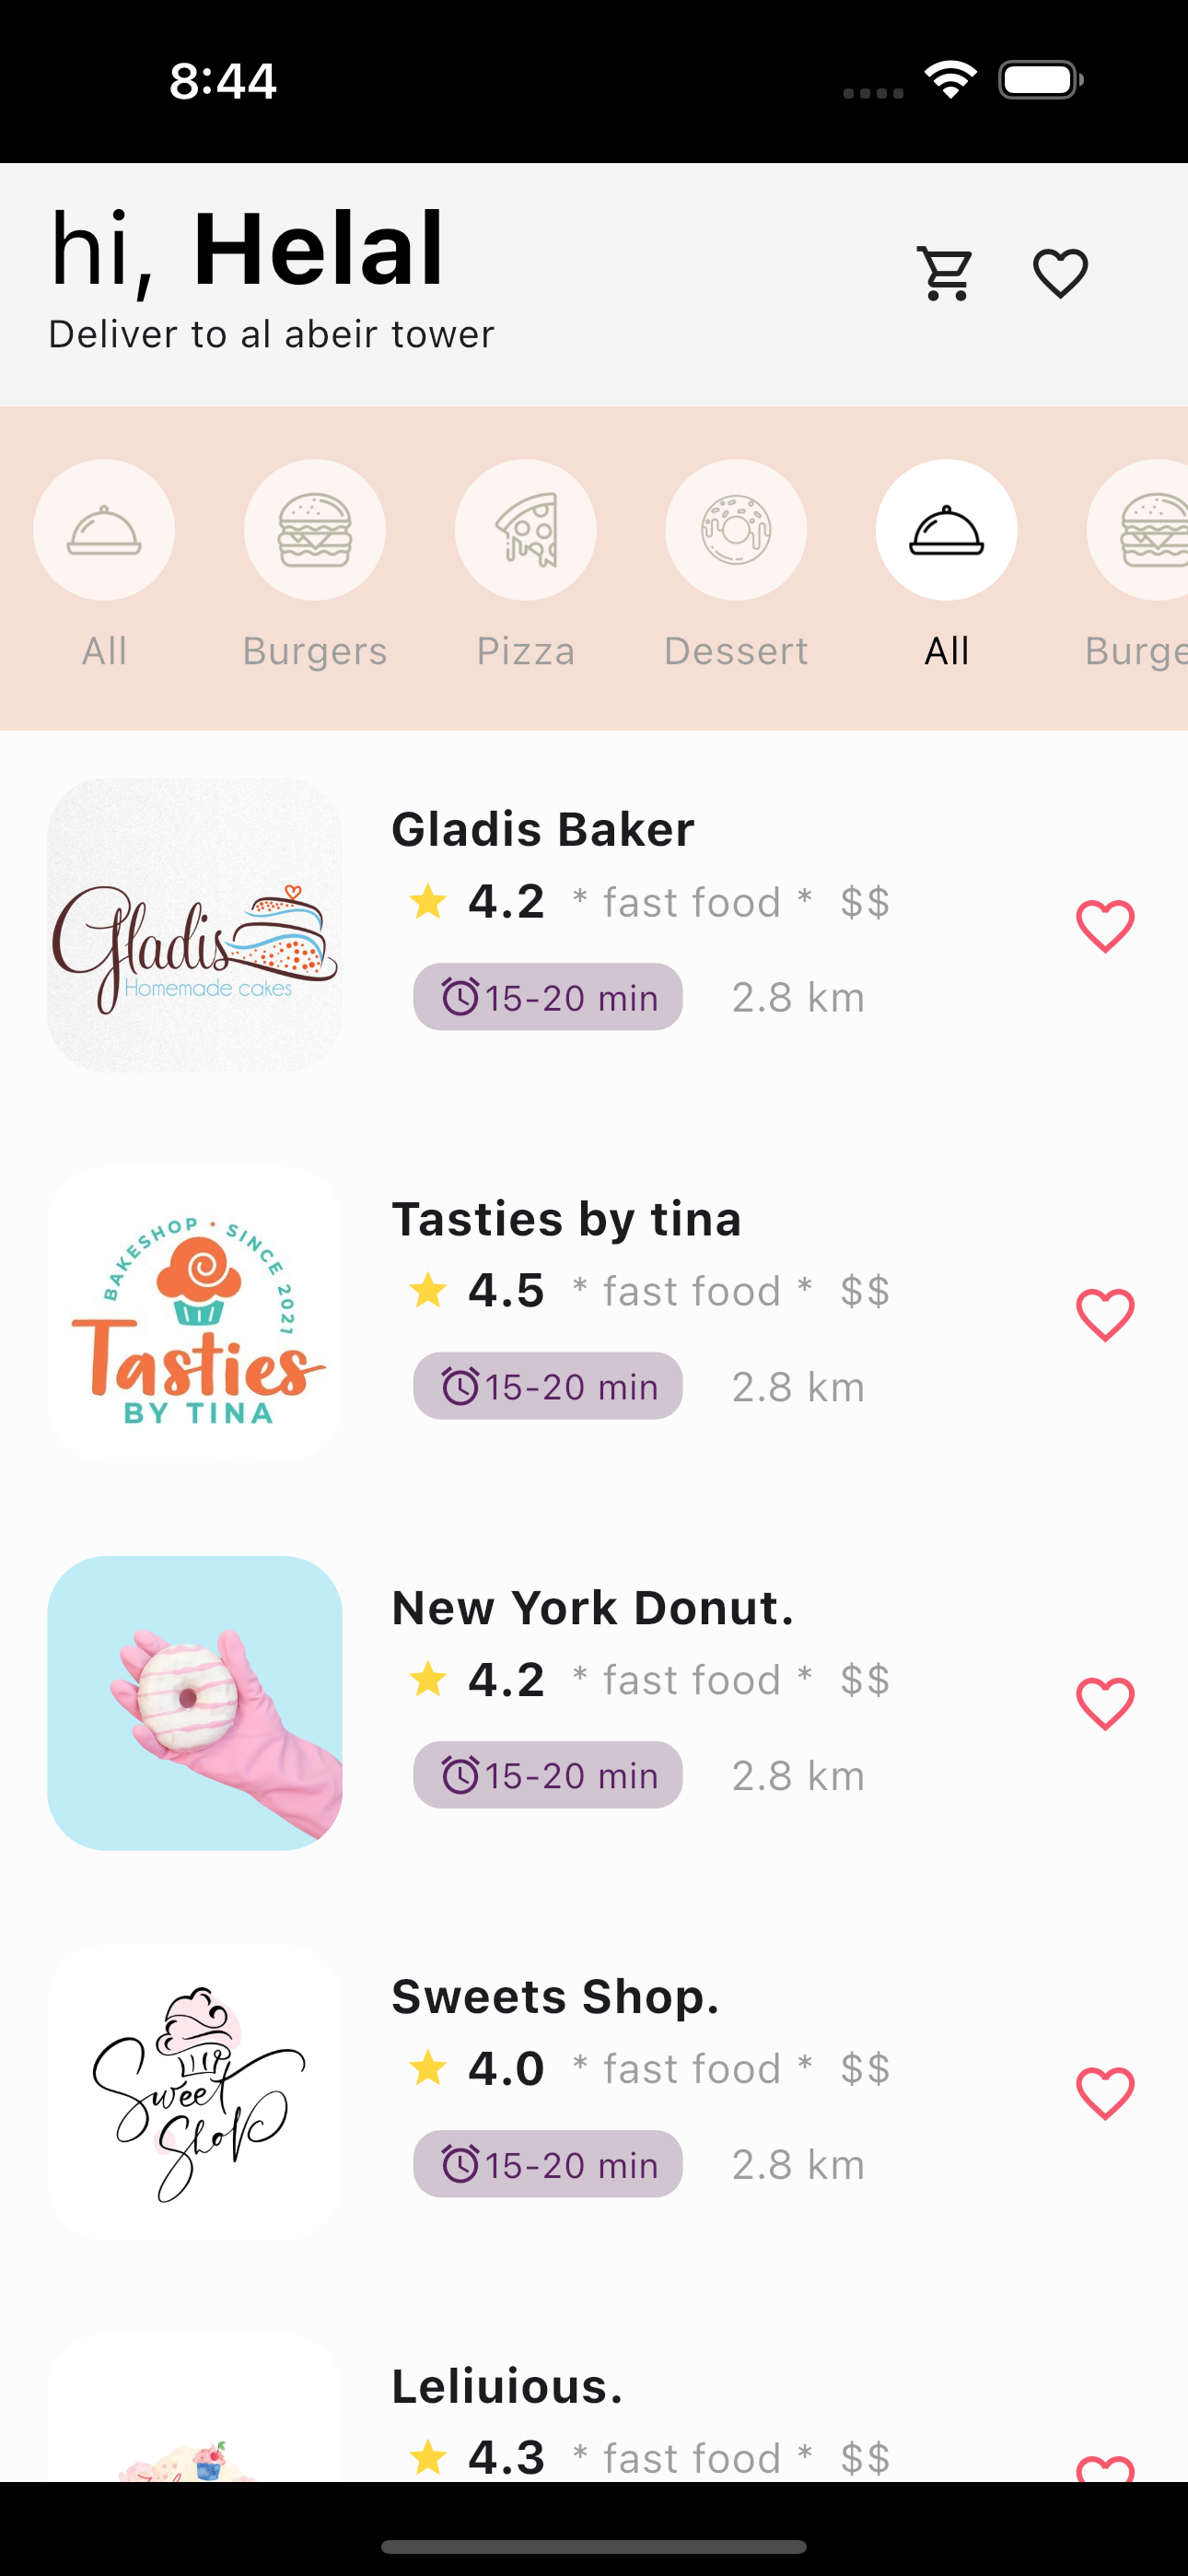 8:44
hi, Helal
Deliver to al abeir tower
All Burgers Pizza Dessert All Burge
Gladis
Homemade cakes
Gladis Baker
4.2 * fast food * $$
15-20 min 2.8 km
BAKESHOP • SINCE 2021
Tasties
BY TINA
Tasties by tina
4.5 * fast food * $$
15-20 min 2.8 km
New York Donut.
4.2 * fast food * $$
15-20 min 2.8 km
Sweet
Shop
Sweets Shop.
4.0 * fast food * $$
15-20 min 2.8 km
Leliuious.
4.3 * fast food * $$